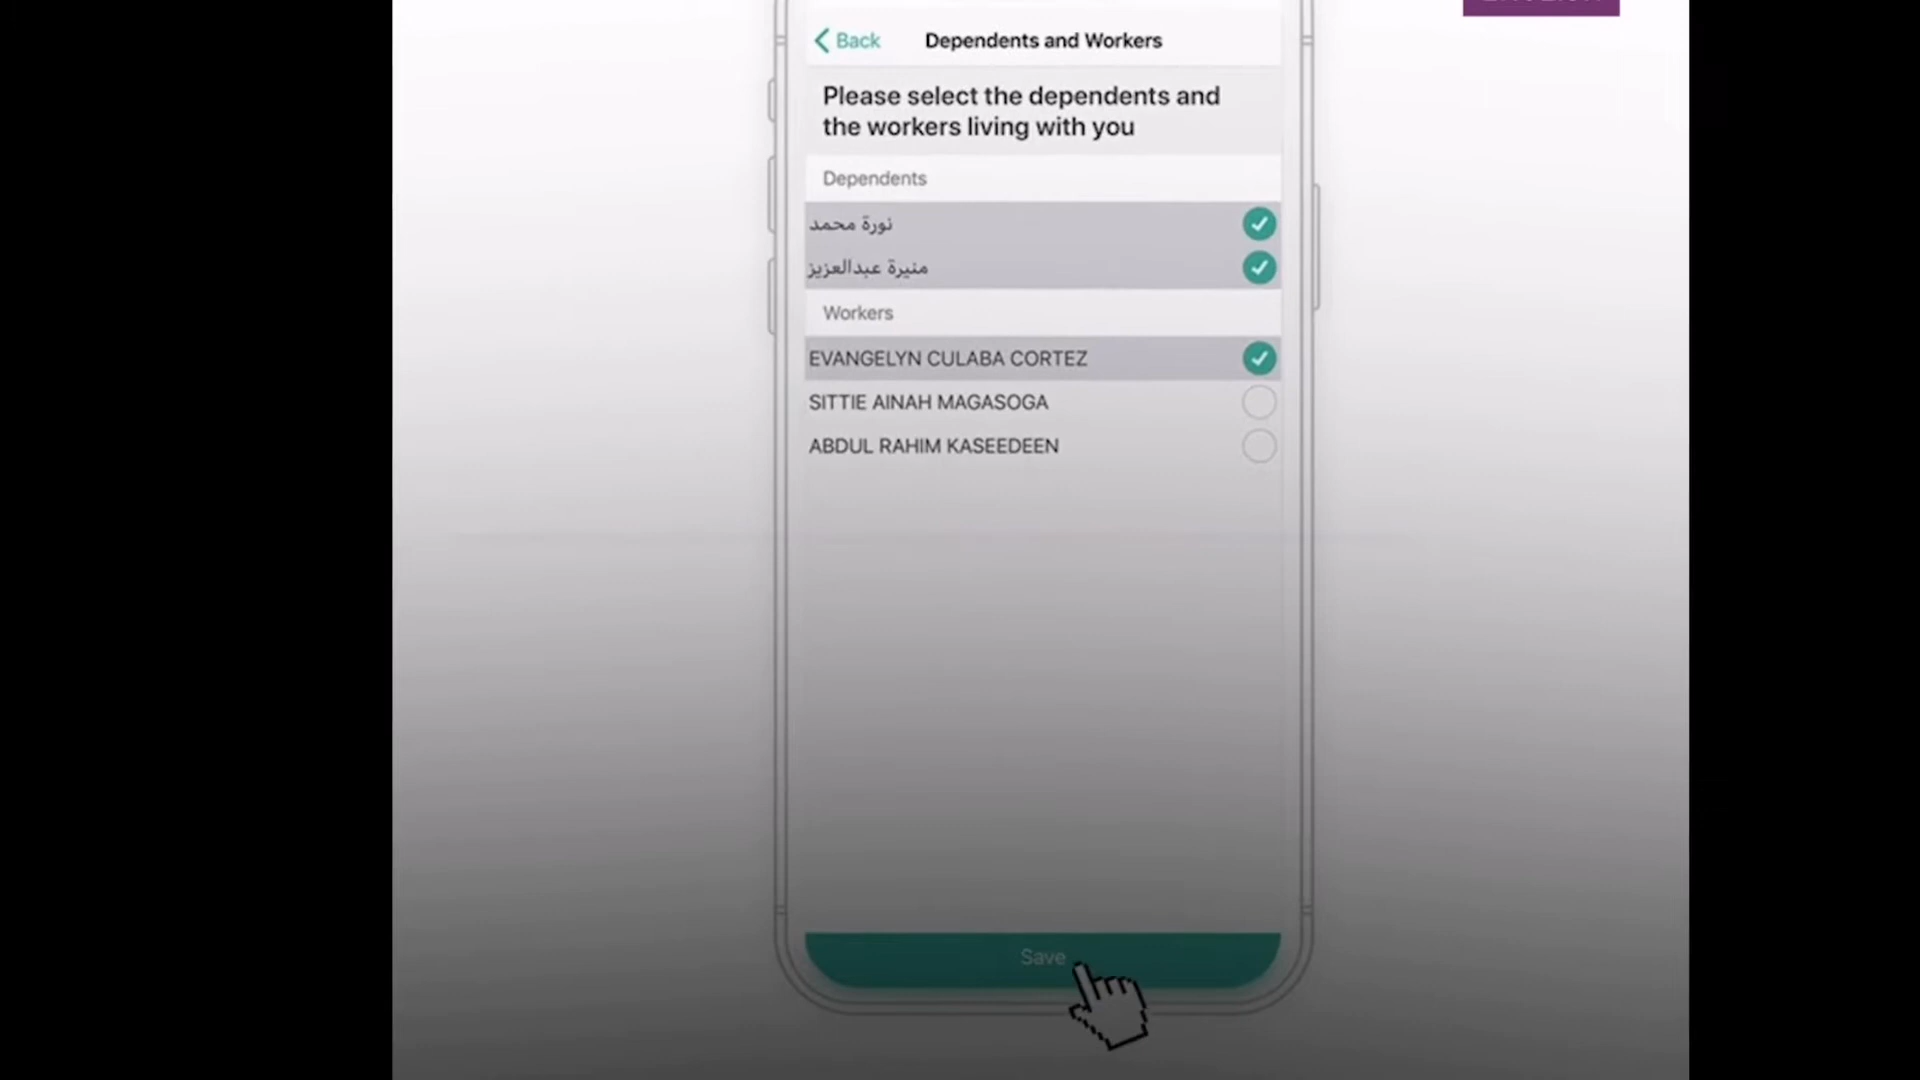 Back
Dependents and Workers
Please select the dependents and
the workers living with you
Dependents
نورة محمد
منيرة عبدالعزيز
Workers
EVANGELYN CULABA CORTEZ
SITTIE AINAH MAGASOGA
ABDUL RAHIM KASEEDEEN
Save